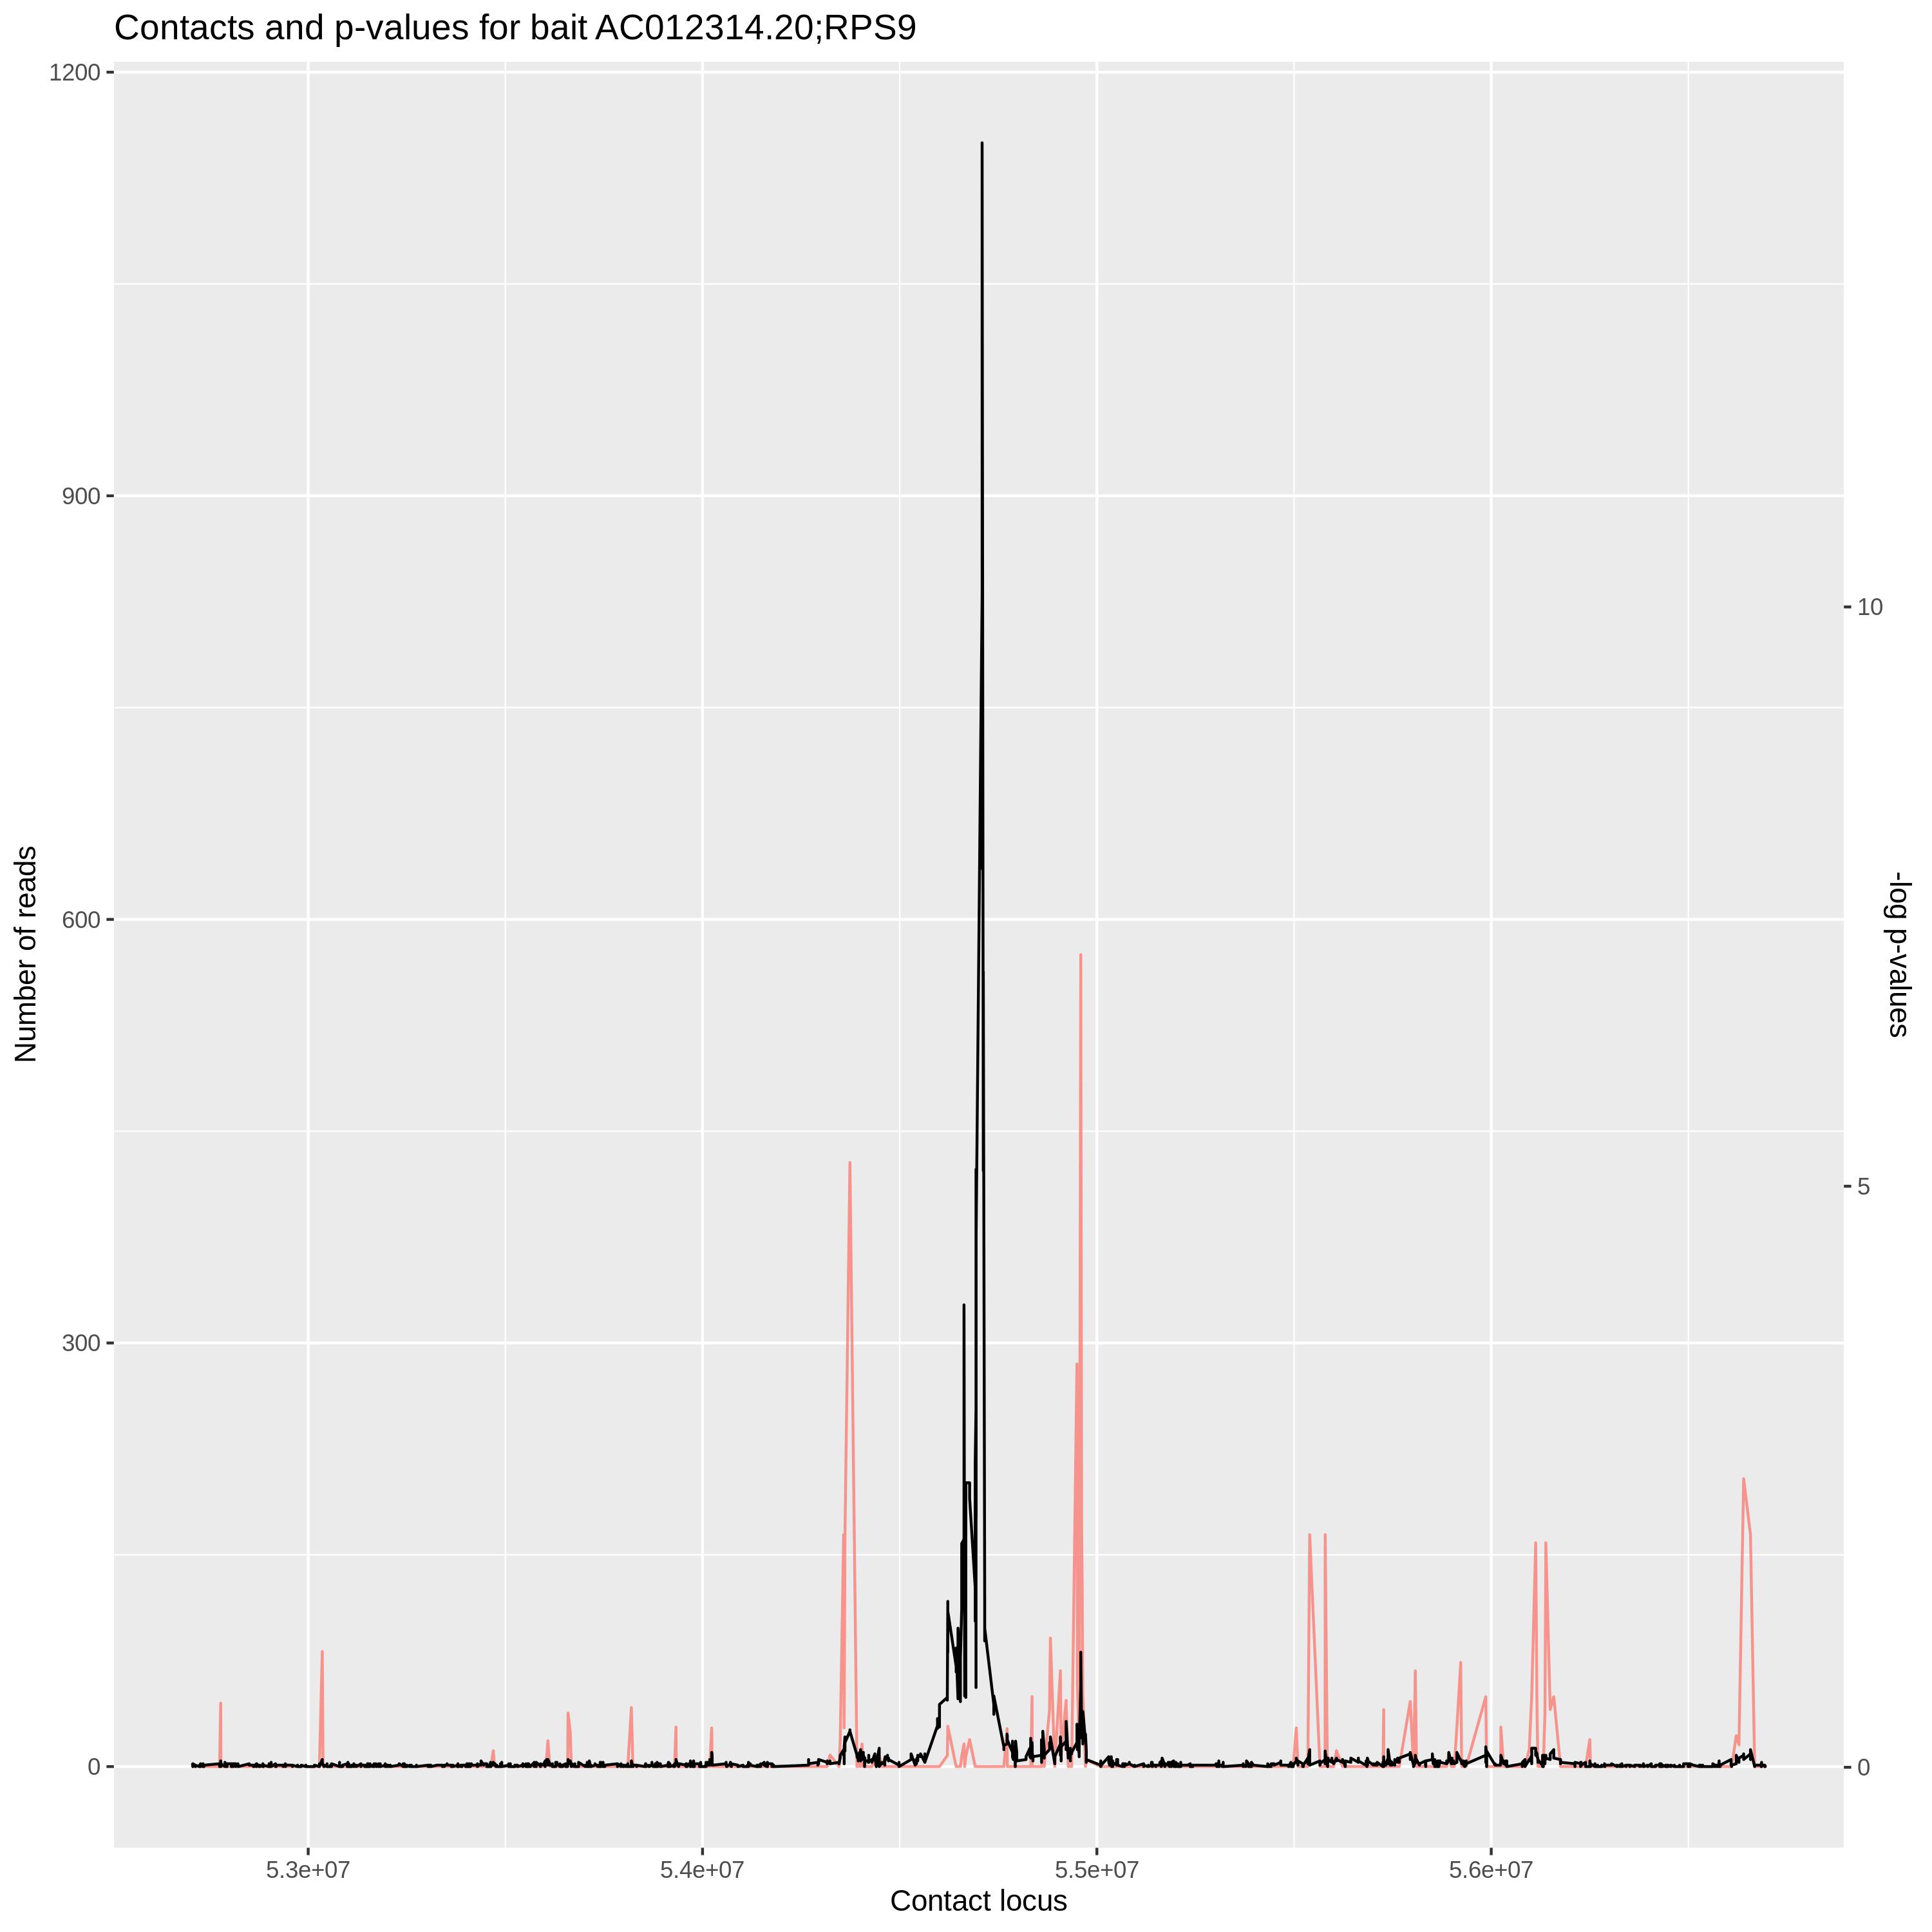 Contacts and p-values for bait AC012314.20;RPS9
1200
900
600
300
0
Number of reads
10
5
0
-log p-values
5.3e+07
5.4e+07
5.5e+07
5.6e+07
Contact locus